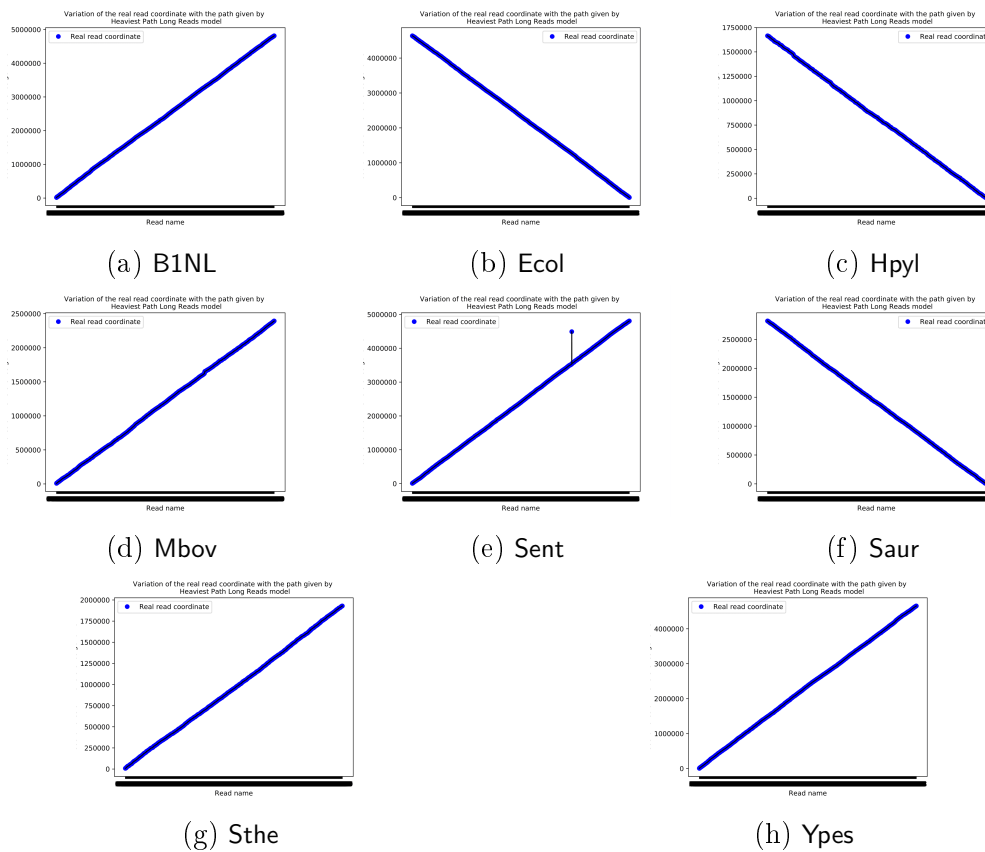 Variation of the real read coordinate with the path given by
Heaviest Path Long Reads model
Real read coordinate
5000000
4000000
3000000
2000000
1000000
0
Read name
(a) B1NL
Variation of the real read coordinate with the path given by
Heaviest Path Long Reads model
Real read coordinate
4000000
3000000
2000000
1000000
0
Read name
(b) Ecol
Variation of the real read coordinate with the path given by
Heaviest Path Long Reads model
Real read coordinate
1750000
1500000
1250000
1000000
750000
500000
250000
0
Read name
(c) Hpyl
Variation of the real read coordinate with the path given by
Heaviest Path Long Reads model
Real read coordinate
2500000
2000000
1500000
1000000
500000
0
Read name
(d) Mbov
Variation of the real read coordinate with the path given by
Heaviest Path Long Reads model
Real read coordinate
5000000
4000000
3000000
2000000
1000000
0
Read name
(e) Sent
Variation of the real read coordinate with the path given by
Heaviest Path Long Reads model
Real read coordinate
2500000
2000000
1500000
1000000
500000
0
Read name
(f) Saur
Variation of the real read coordinate with the path given by
Heaviest Path Long Reads model
Real read coordinate
2000000
1750000
1500000
1250000
1000000
750000
500000
250000
0
Read name
(g) Sthe
Variation of the real read coordinate with the path given by
Heaviest Path Long Reads model
Real read coordinate
4000000
3000000
2000000
1000000
0
Read name
(h) Ypes